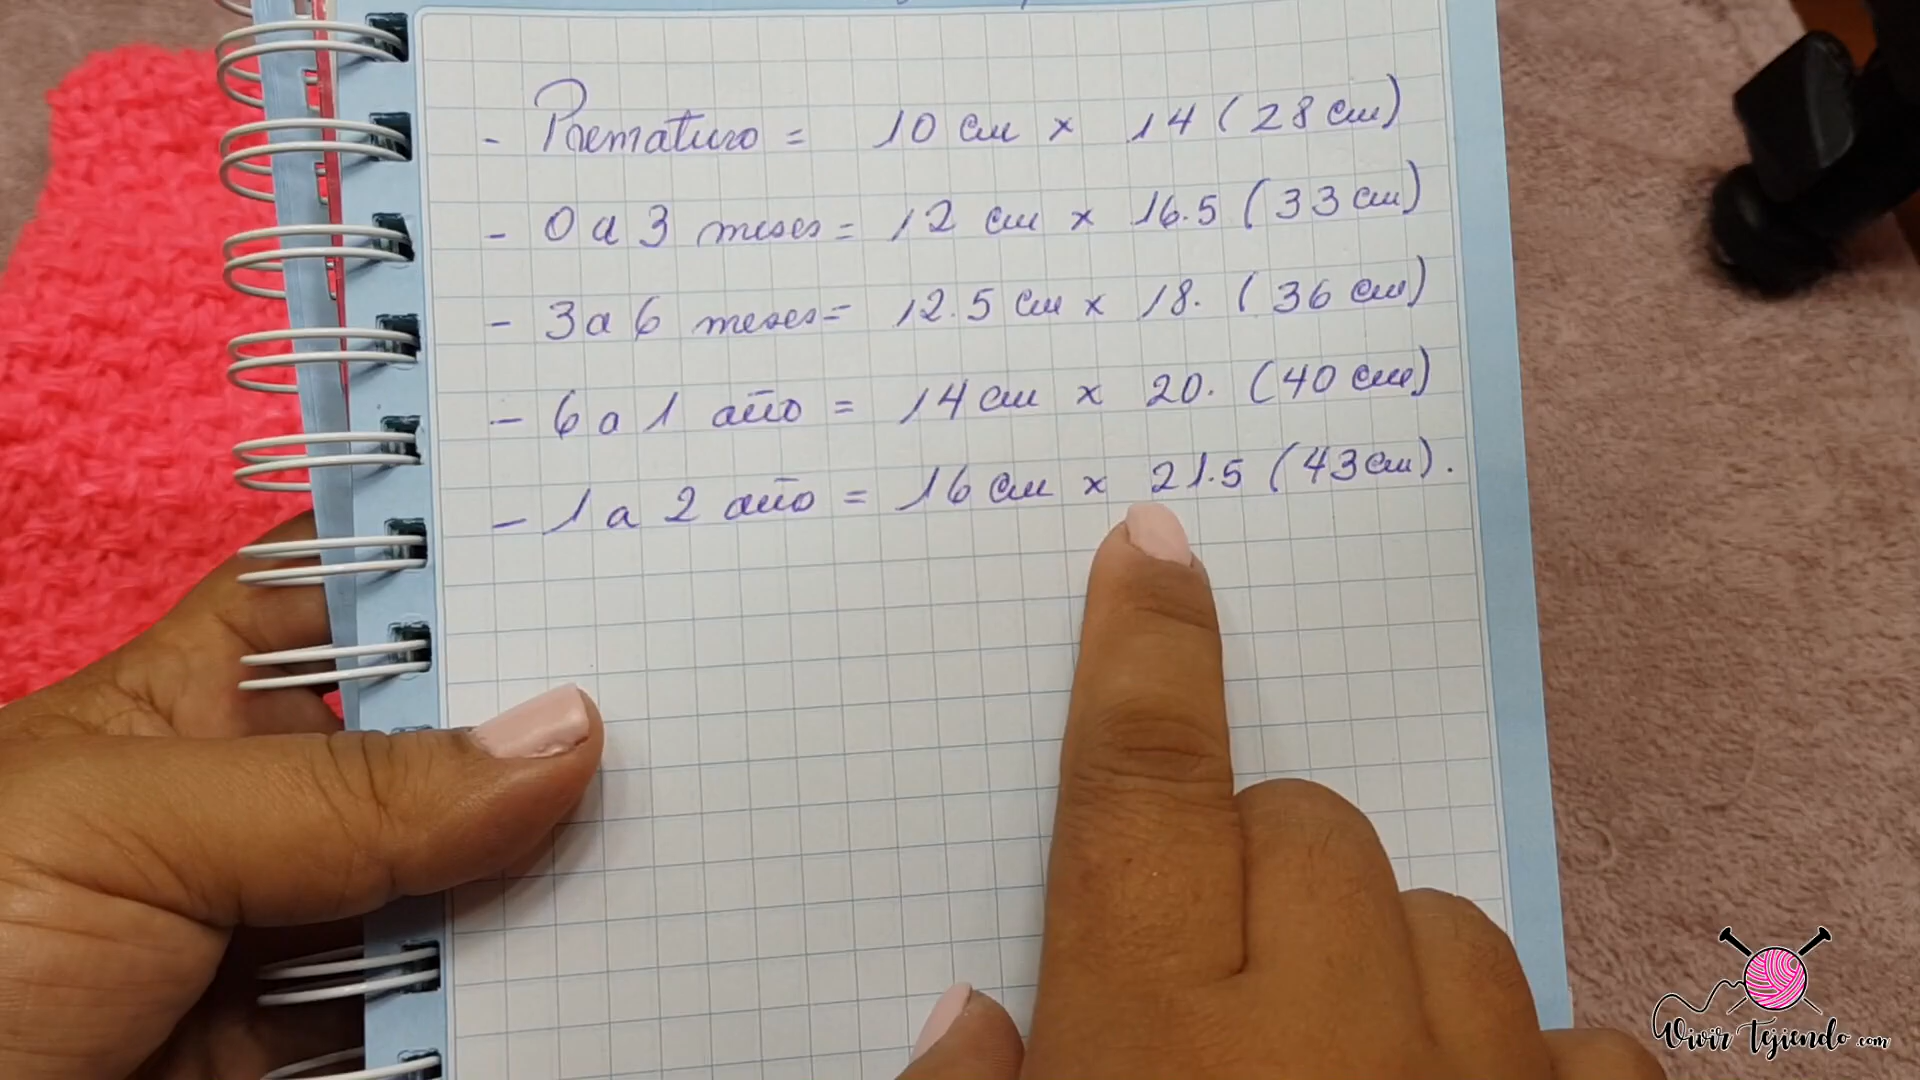 - Prematuro = 10 cm x 14 (28 cm)
- 0 a 3 meses = 12 cm x 16.5 (33 cm)
- 3 a 6 meses = 12.5 cm x 18. (36 cm)
- 6 a 1 año = 14 cm x 20. (40 cm)
- 1 a 2 año = 16 cm x 21.5 (43 cm).
Vivir Tejiendo.com